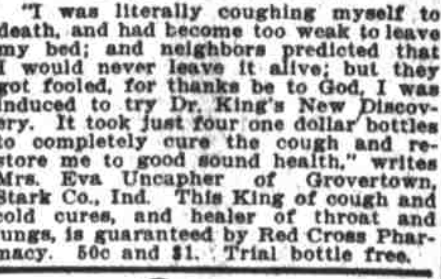 "I was literally coughing myself to
death, and had become too weak to leave
my bed; and neighbors predicted that
I would never leave it alive; but they
got fooled, for thanks be to God, I was
induced to try Dr. King's New Discov-
ery. It took just four one dollar bottles
to completely cure the cough and re-
store me to good sound health," writes
Mrs. Eva Uncapher of Grovertown,
Stark Co., Ind. This King of cough and
cold cures, and healer of throat and
lungs, is guaranteed by Red Cross Phar-
macy. 50c and $1. Trial bottle free.